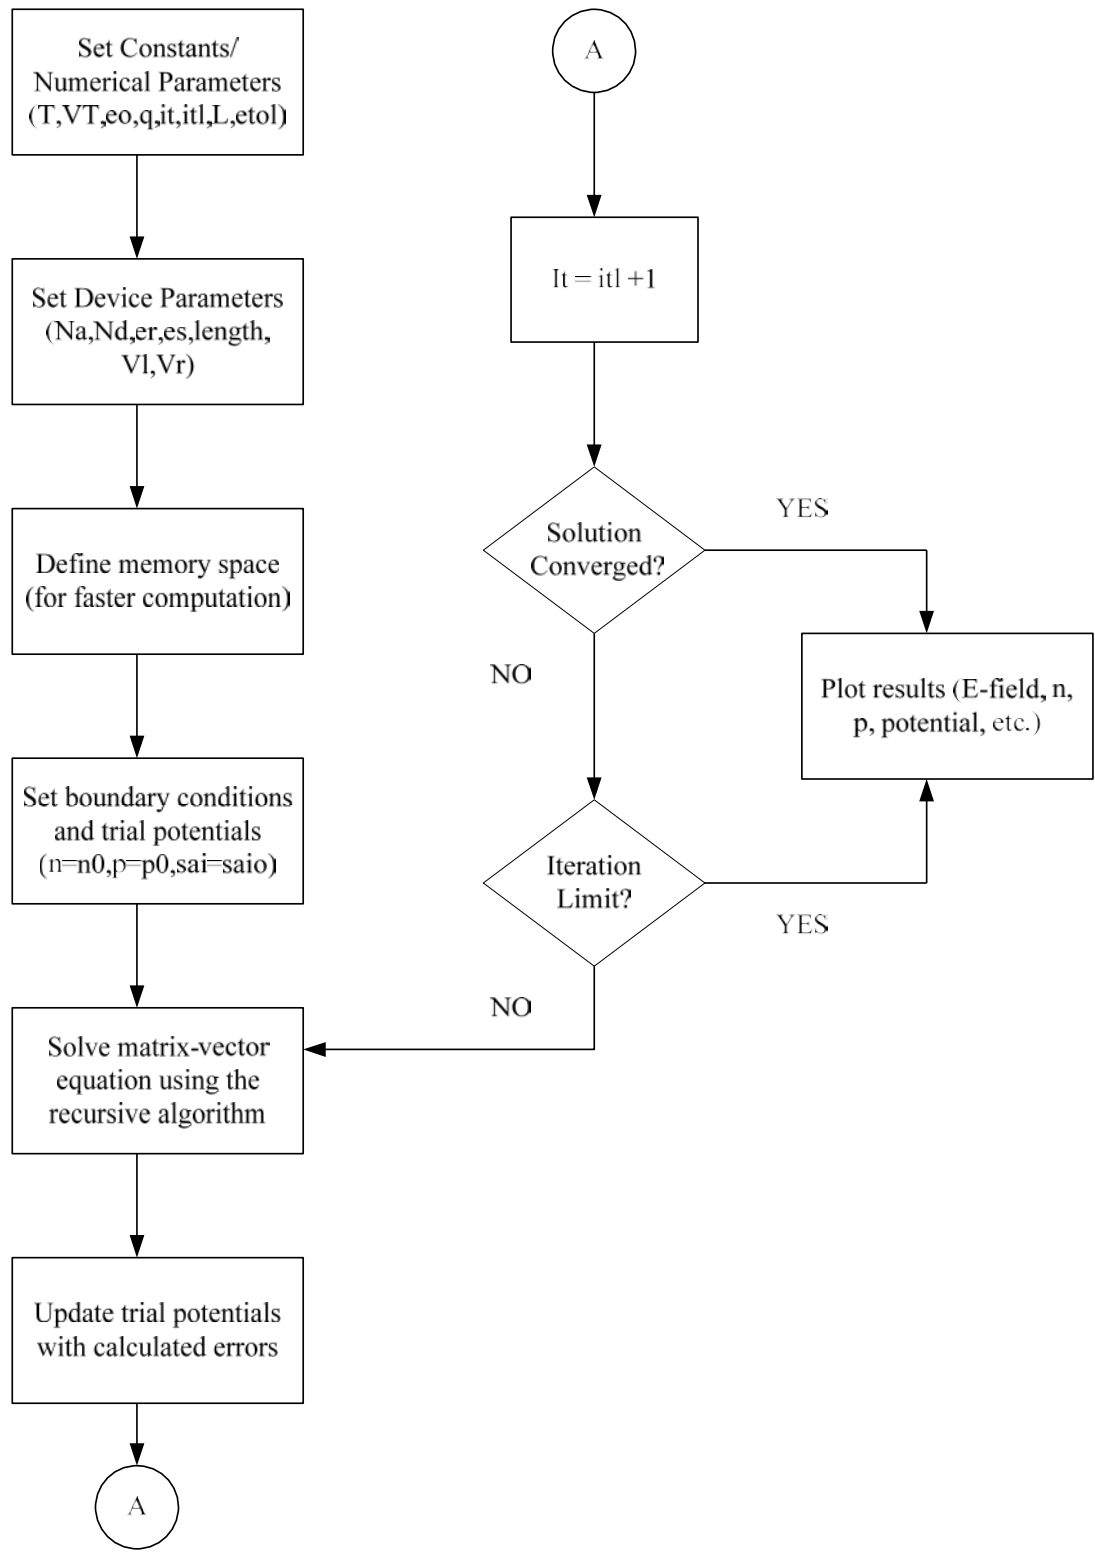 Set Constants/
Numerical Parameters
(T,VT,eo,q,it,itl,L,etol)
Set Device Parameters
(Na,Nd,er,es,length,
Vl,Vr)
Define memory space
(for faster computation)
Set boundary conditions
and trial potentials
(n=n0,p=p0,sai=saio)
Solve matrix-vector
equation using the
recursive algorithm
Update trial potentials
with calculated errors
A
A
It = itl +1
Solution
Converged?
YES
NO
Plot results (E-field, n,
p, potential, etc.)
Iteration
Limit?
YES
NO